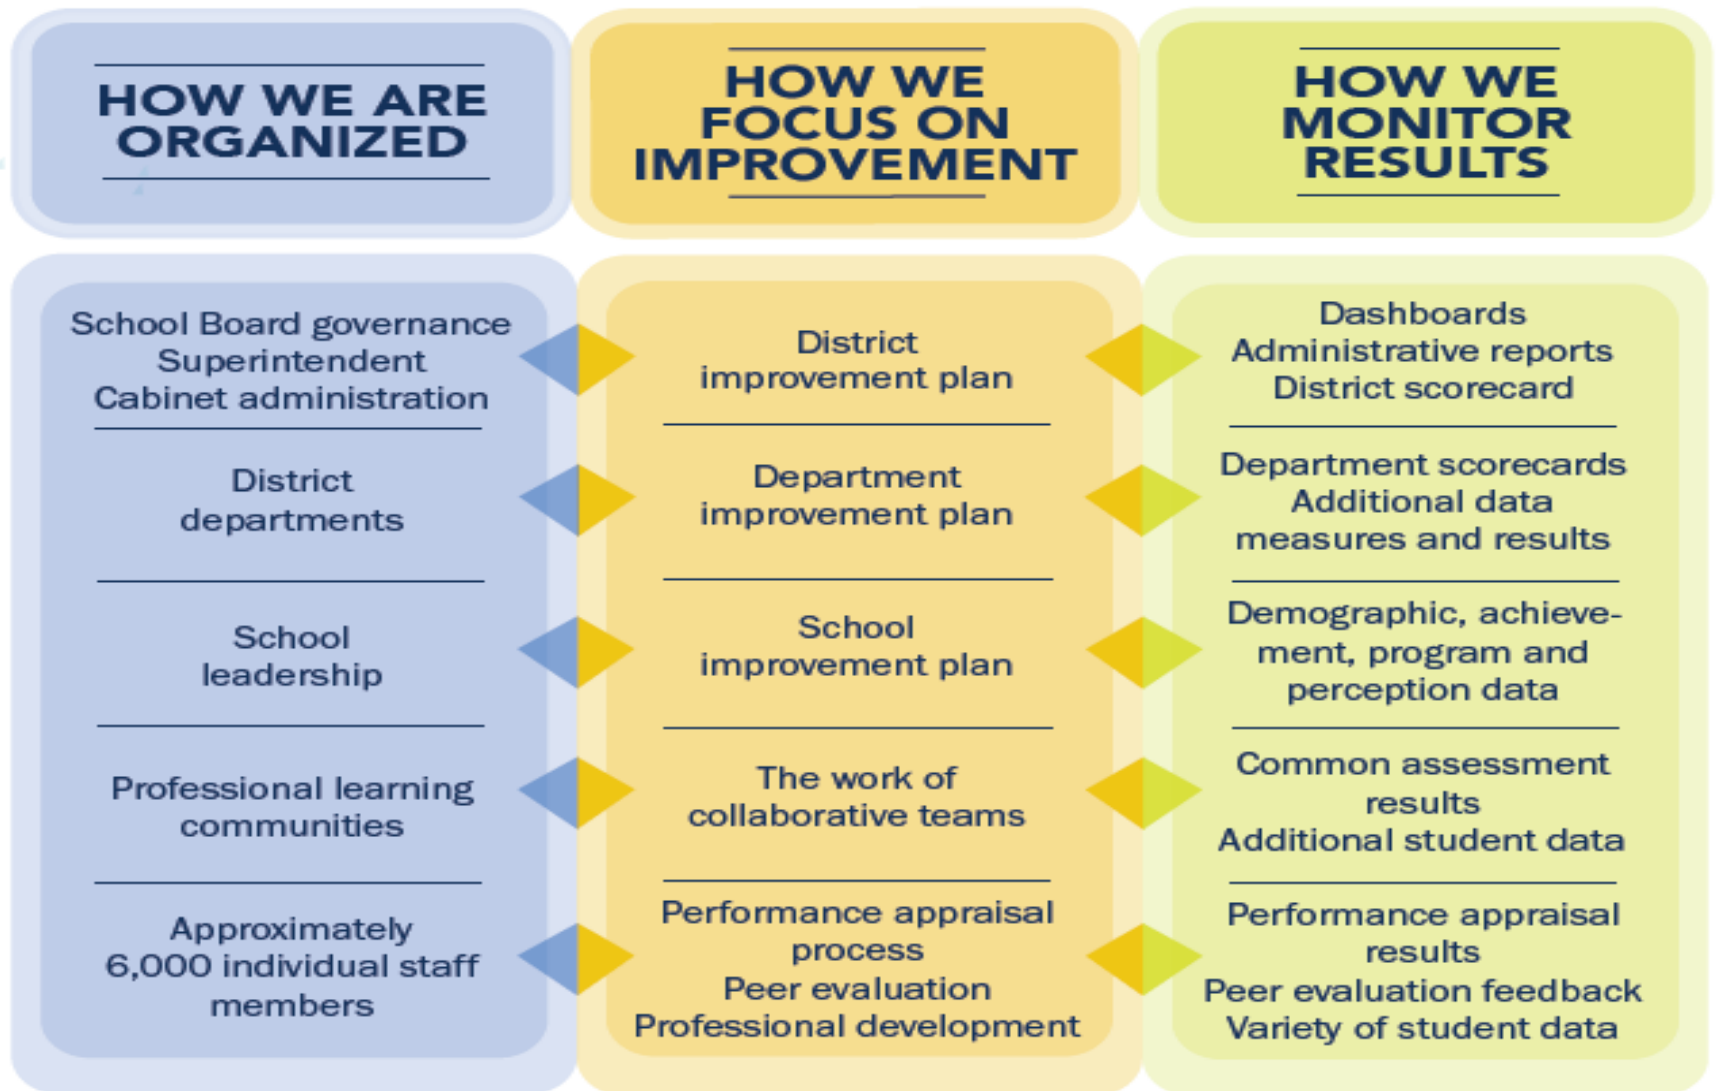 HOW WE ARE
ORGANIZED
HOW WE
FOCUS ON
IMPROVEMENT
HOW WE
MONITOR
RESULTS
School Board governance
Superintendent
Cabinet administration
District
improvement plan
Dashboards
Administrative reports
District scorecard
District
departments
Department
improvement plan
Department scorecards
Additional data
measures and results
School
leadership
School
improvement plan
Demographic, achieve-
ment, program and
perception data
Professional learning
communities
The work of
collaborative teams
Common assessment
results
Additional student data
Approximately
6,000 individual staff
members
Performance appraisal
process
Peer evaluation
Professional development
Performance appraisal
results
Peer evaluation feedback
Variety of student data